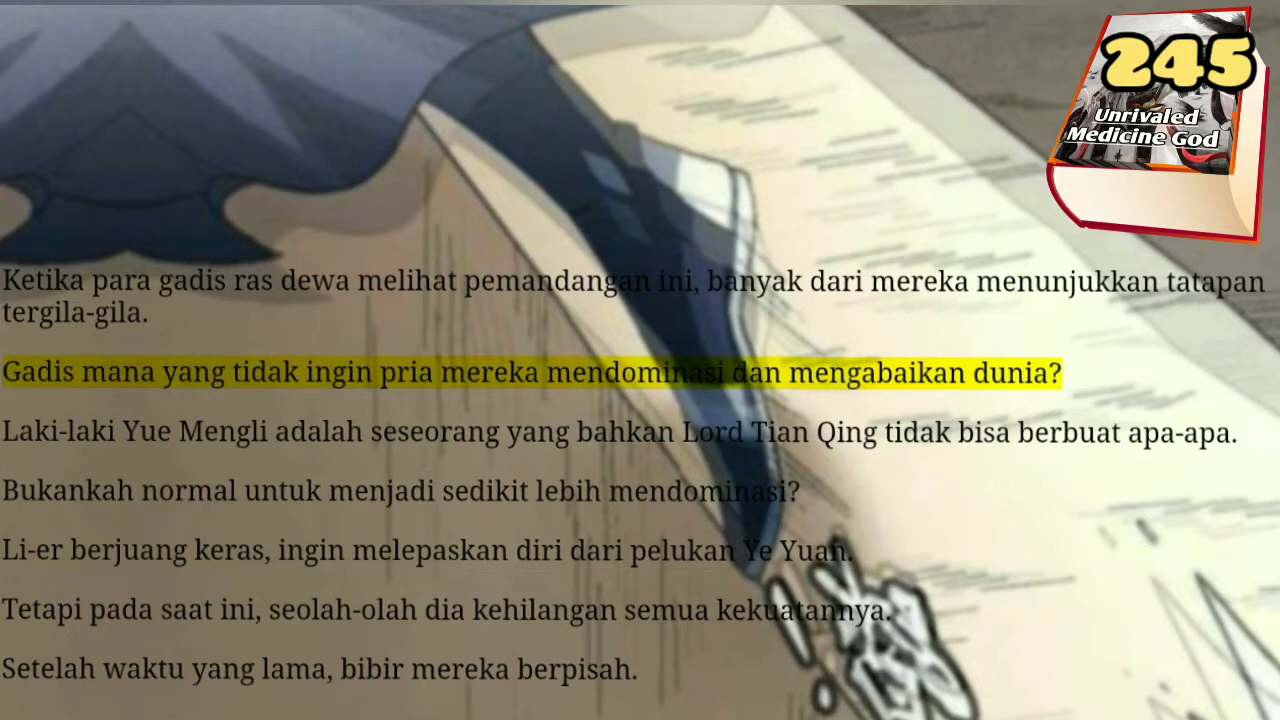 245
Unrivaled
Medicine God
Ketika para gadis ras dewa melihat pemandangan ini, banyak dari mereka menunjukkan tatapan
tergila-gila.
Gadis mana yang tidak ingin pria mereka mendominasi dan mengabaikan dunia?
Laki-laki Yue Mengli adalah seseorang yang bahkan Lord Tian Qing tidak bisa berbuat apa-apa.
Bukankah normal untuk menjadi sedikit lebih mendominasi?
Li-er berjuang keras, ingin melepaskan diri dari pelukan Ye Yuan.
Tetapi pada saat ini, seolah-olah dia kehilangan semua kekuatannya.
Setelah waktu yang lama, bibir mereka berpisah.